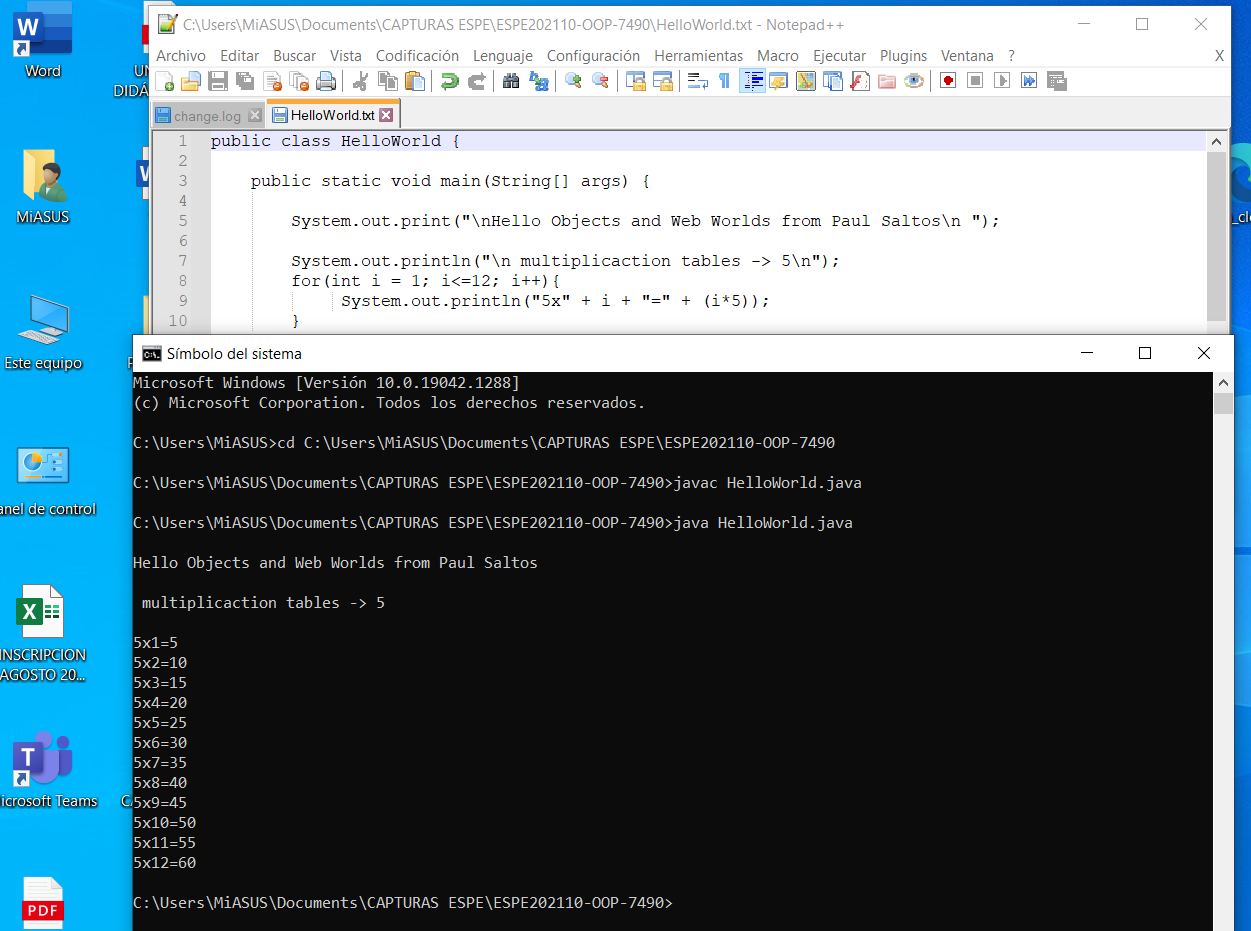 Word
MiASUS
Este equipo
anel de control
INSCRIPCION
AGOSTO 20...
icrosoft Teams
PDF
UN
DIDA
C:\Users\MiASUS\Documents\CAPTURAS ESPE\ESPE202110-OOP-7490\HelloWorld.txt - Notepad++
Archivo Editar Buscar Vista Codificación Lenguaje Configuración Herramientas Macro Ejecutar Plugins Ventana ? X
change.log HelloWorld.txt
1 public class HelloWorld {
2
3 public static void main(String[] args) {
4
5 System.out.print("\nHello Objects and Web Worlds from Paul Saltos\n ");
6
7 System.out.println("\n multiplicaction tables -> 5\n");
8 for(int i = 1; i<=12; i++){
9 System.out.println("5x" + i + "=" + (i*5));
10 }
Símbolo del sistema
Microsoft Windows [Versión 10.0.19042.1288]
(c) Microsoft Corporation. Todos los derechos reservados.
C:\Users\MiASUS>cd C:\Users\MiASUS\Documents\CAPTURAS ESPE\ESPE202110-OOP-7490
C:\Users\MiASUS\Documents\CAPTURAS ESPE\ESPE202110-OOP-7490>javac HelloWorld.java
C:\Users\MiASUS\Documents\CAPTURAS ESPE\ESPE202110-OOP-7490>java HelloWorld.java
Hello Objects and Web Worlds from Paul Saltos
multiplicaction tables -> 5
5x1=5
5x2=10
5x3=15
5x4=20
5x5=25
5x6=30
5x7=35
5x8=40
5x9=45
5x10=50
5x11=55
5x12=60
C:\Users\MiASUS\Documents\CAPTURAS ESPE\ESPE202110-OOP-7490>